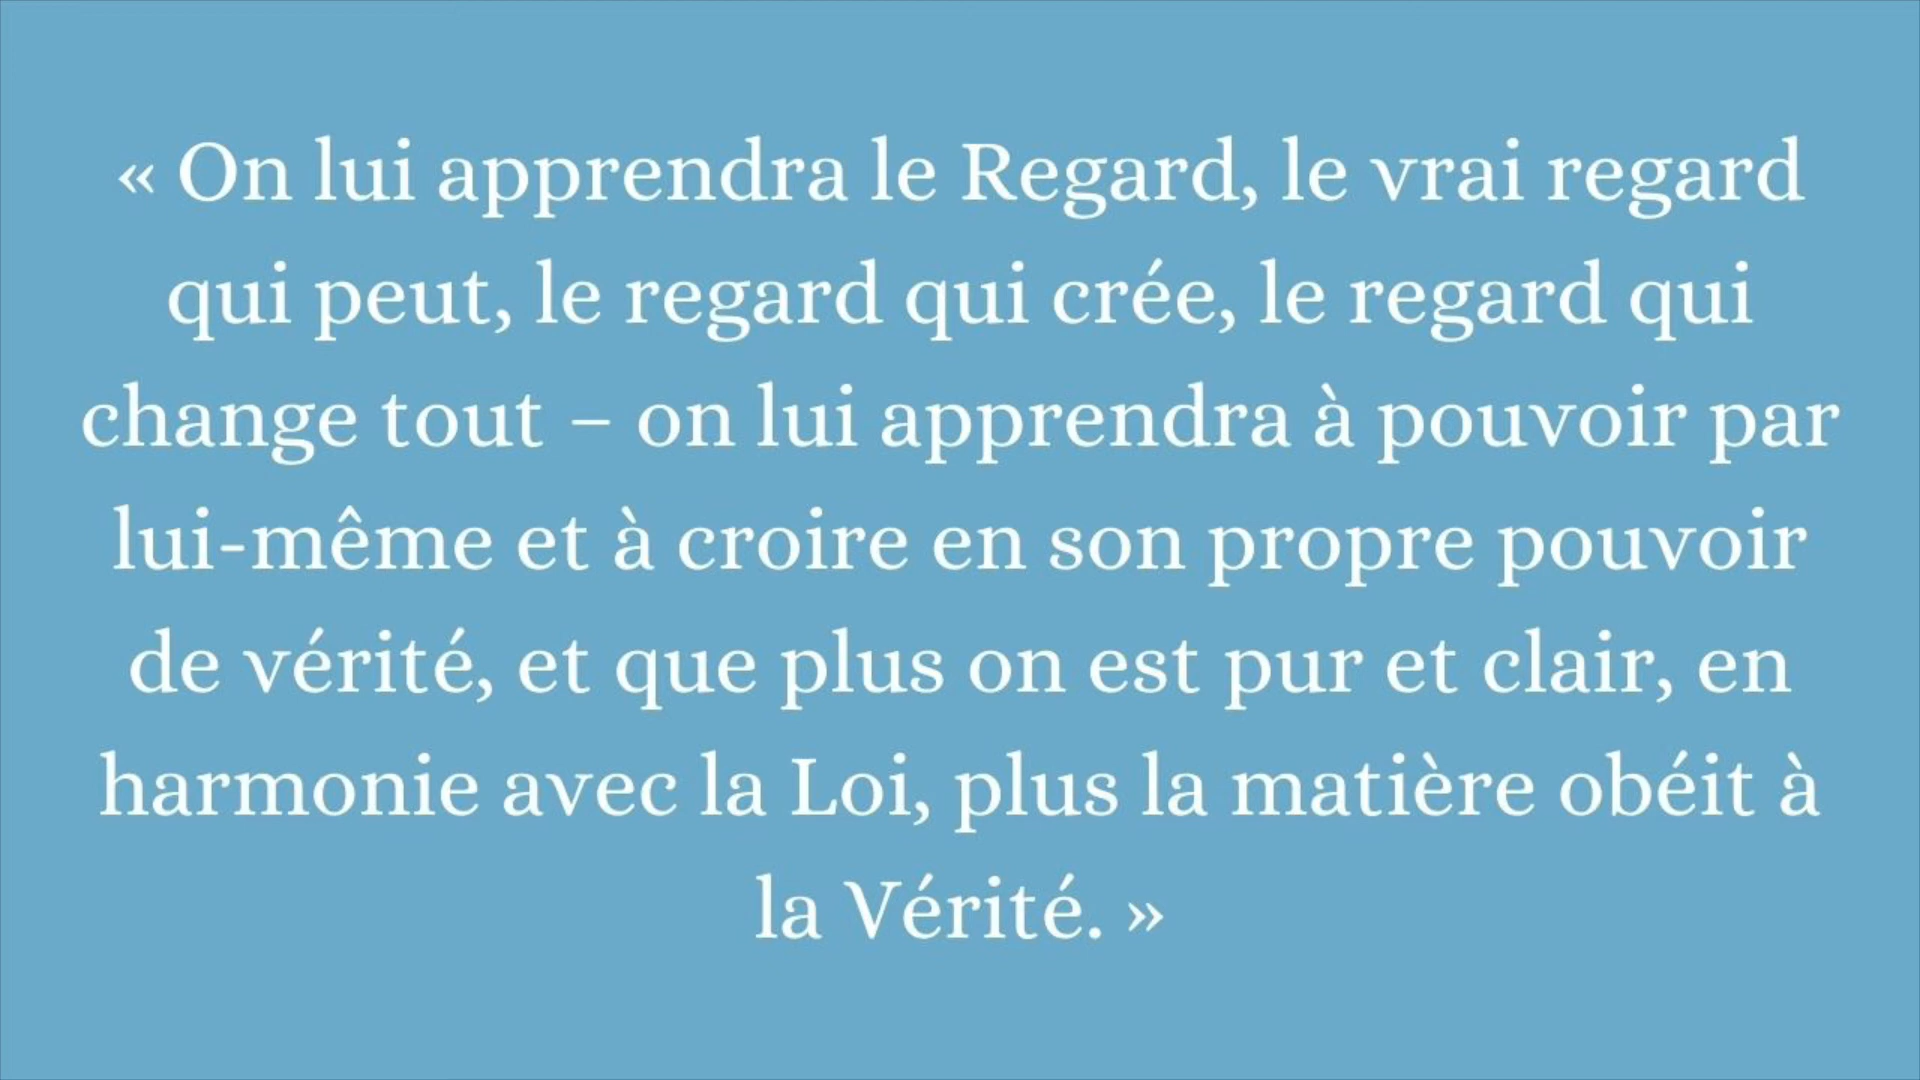 « On lui apprendra le Regard, le vrai regard
qui peut, le regard qui crée, le regard qui
change tout – on lui apprendra à pouvoir par
lui-même et à croire en son propre pouvoir
de vérité, et que plus on est pur et clair, en
harmonie avec la Loi, plus la matière obéit à
la Vérité. »